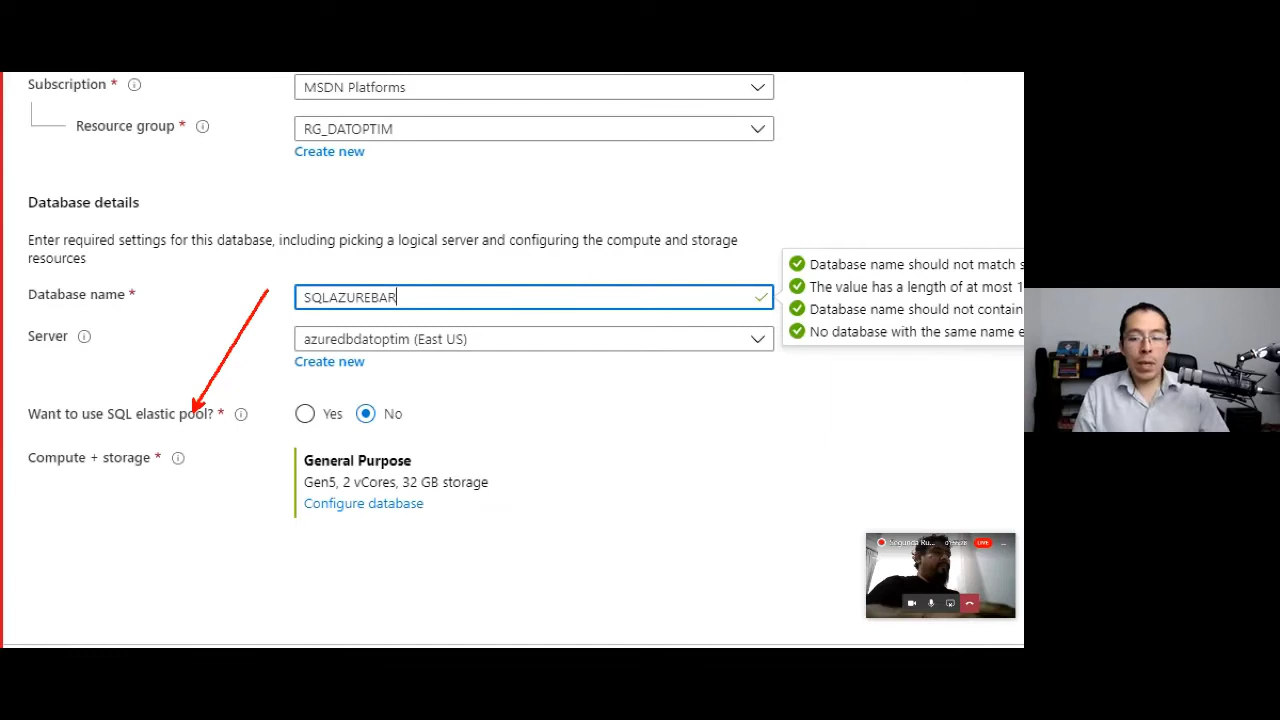 Subscription *
MSDN Platforms
Resource group *
RG_DATOPTIM
Create new
Database details
Enter required settings for this database, including picking a logical server and configuring the compute and storage
resources
Database name *
SQLAZUREBAR
Database name should not match s
The value has a length of at most 1
Database name should not contain
No database with the same name e
Server
azuredbdatoptim (East US)
Create new
Want to use SQL elastic pool? *
Yes
No
Compute + storage *
General Purpose
Gen5, 2 vCores, 32 GB storage
Configure database
Segunda Ru...
LIVE